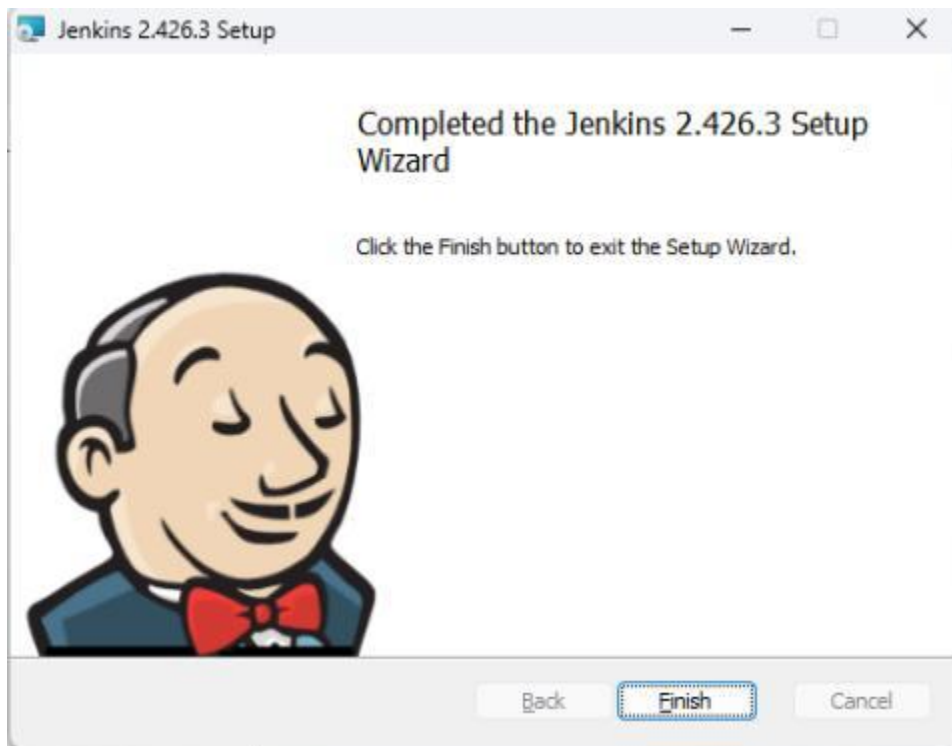 Jenkins 2.426.3 Setup
Completed the Jenkins 2.426.3 Setup
Wizard
Click the Finish button to exit the Setup Wizard.
Back
Finish
Cancel